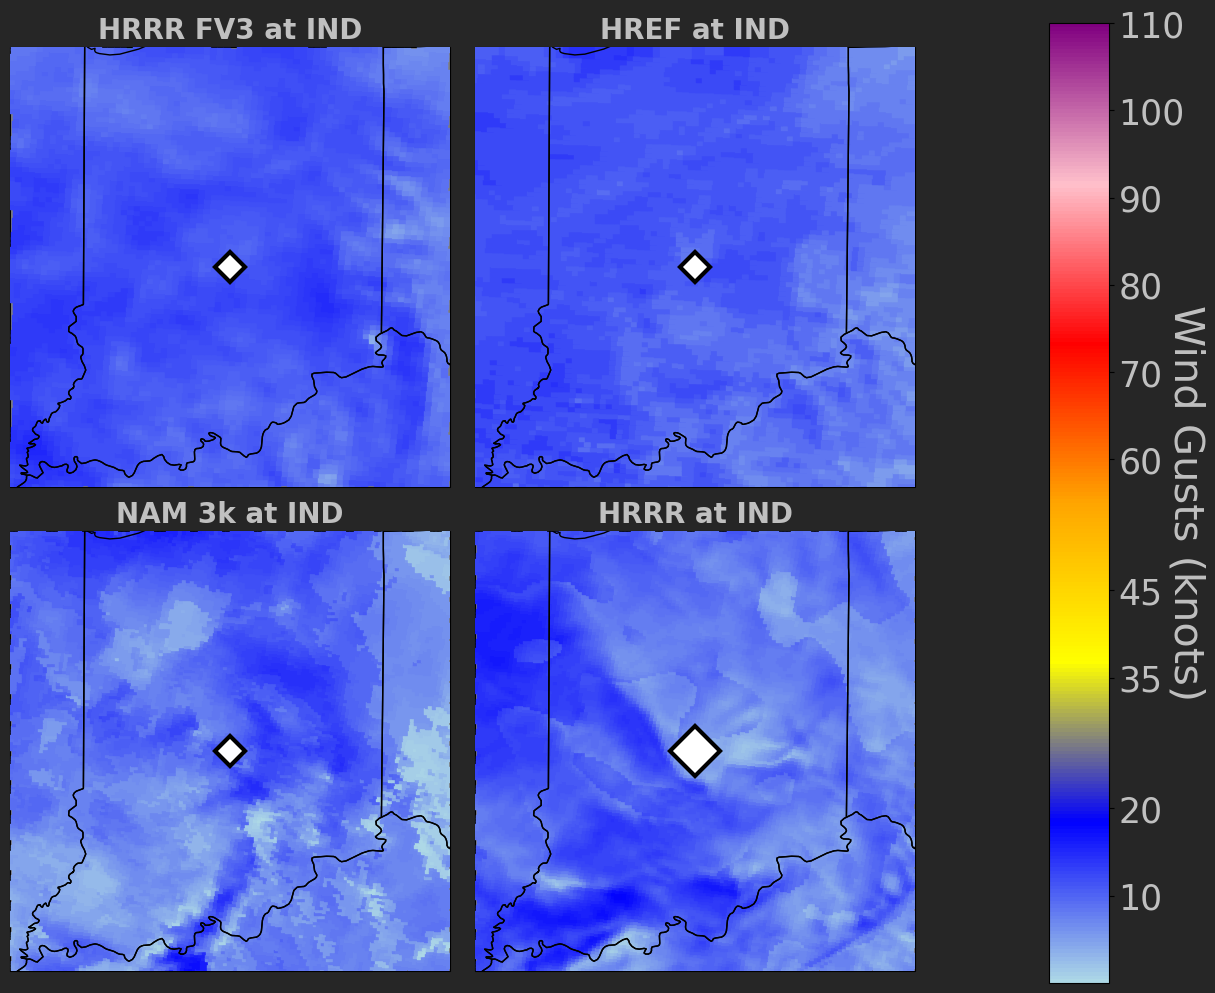 HRRR FV3 at IND
HREF at IND
NAM 3k at IND
HRRR at IND
110
100
90
80
70
60
45
35
20
10
Wind Gusts (knots)